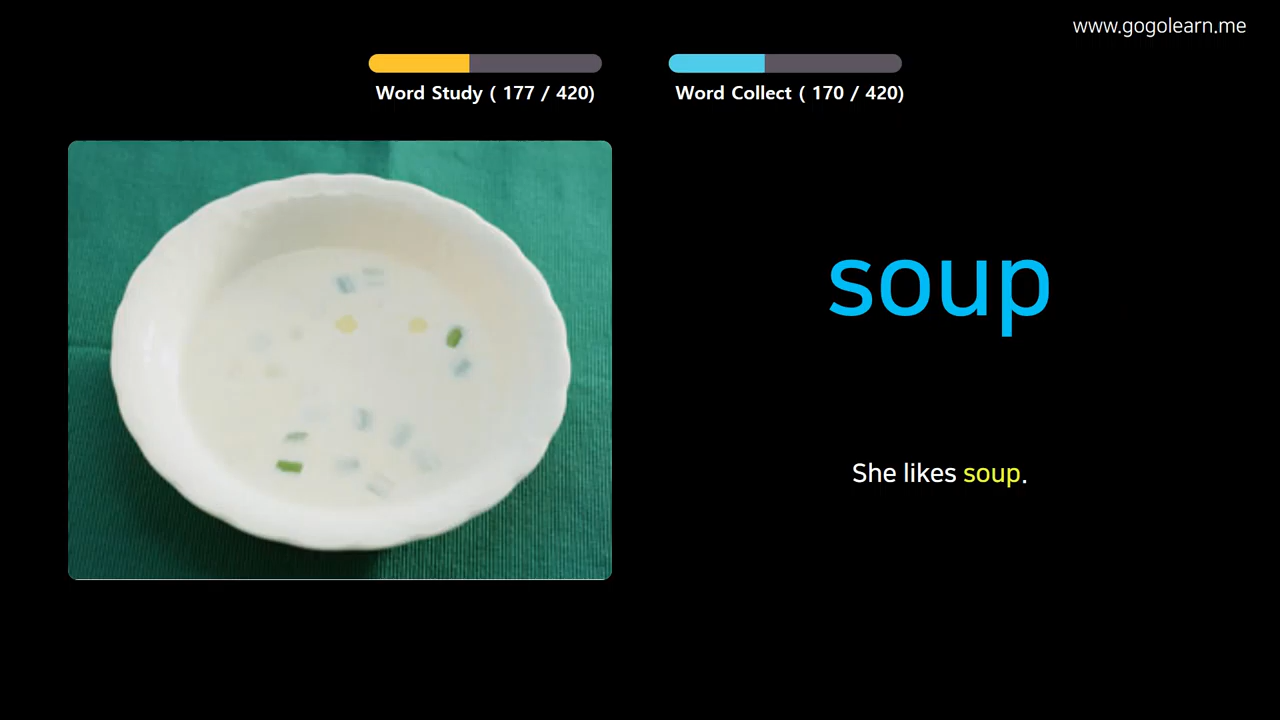 www.gogolearn.me
Word Study ( 177 / 420)
Word Collect ( 170 / 420)
soup
She likes soup.